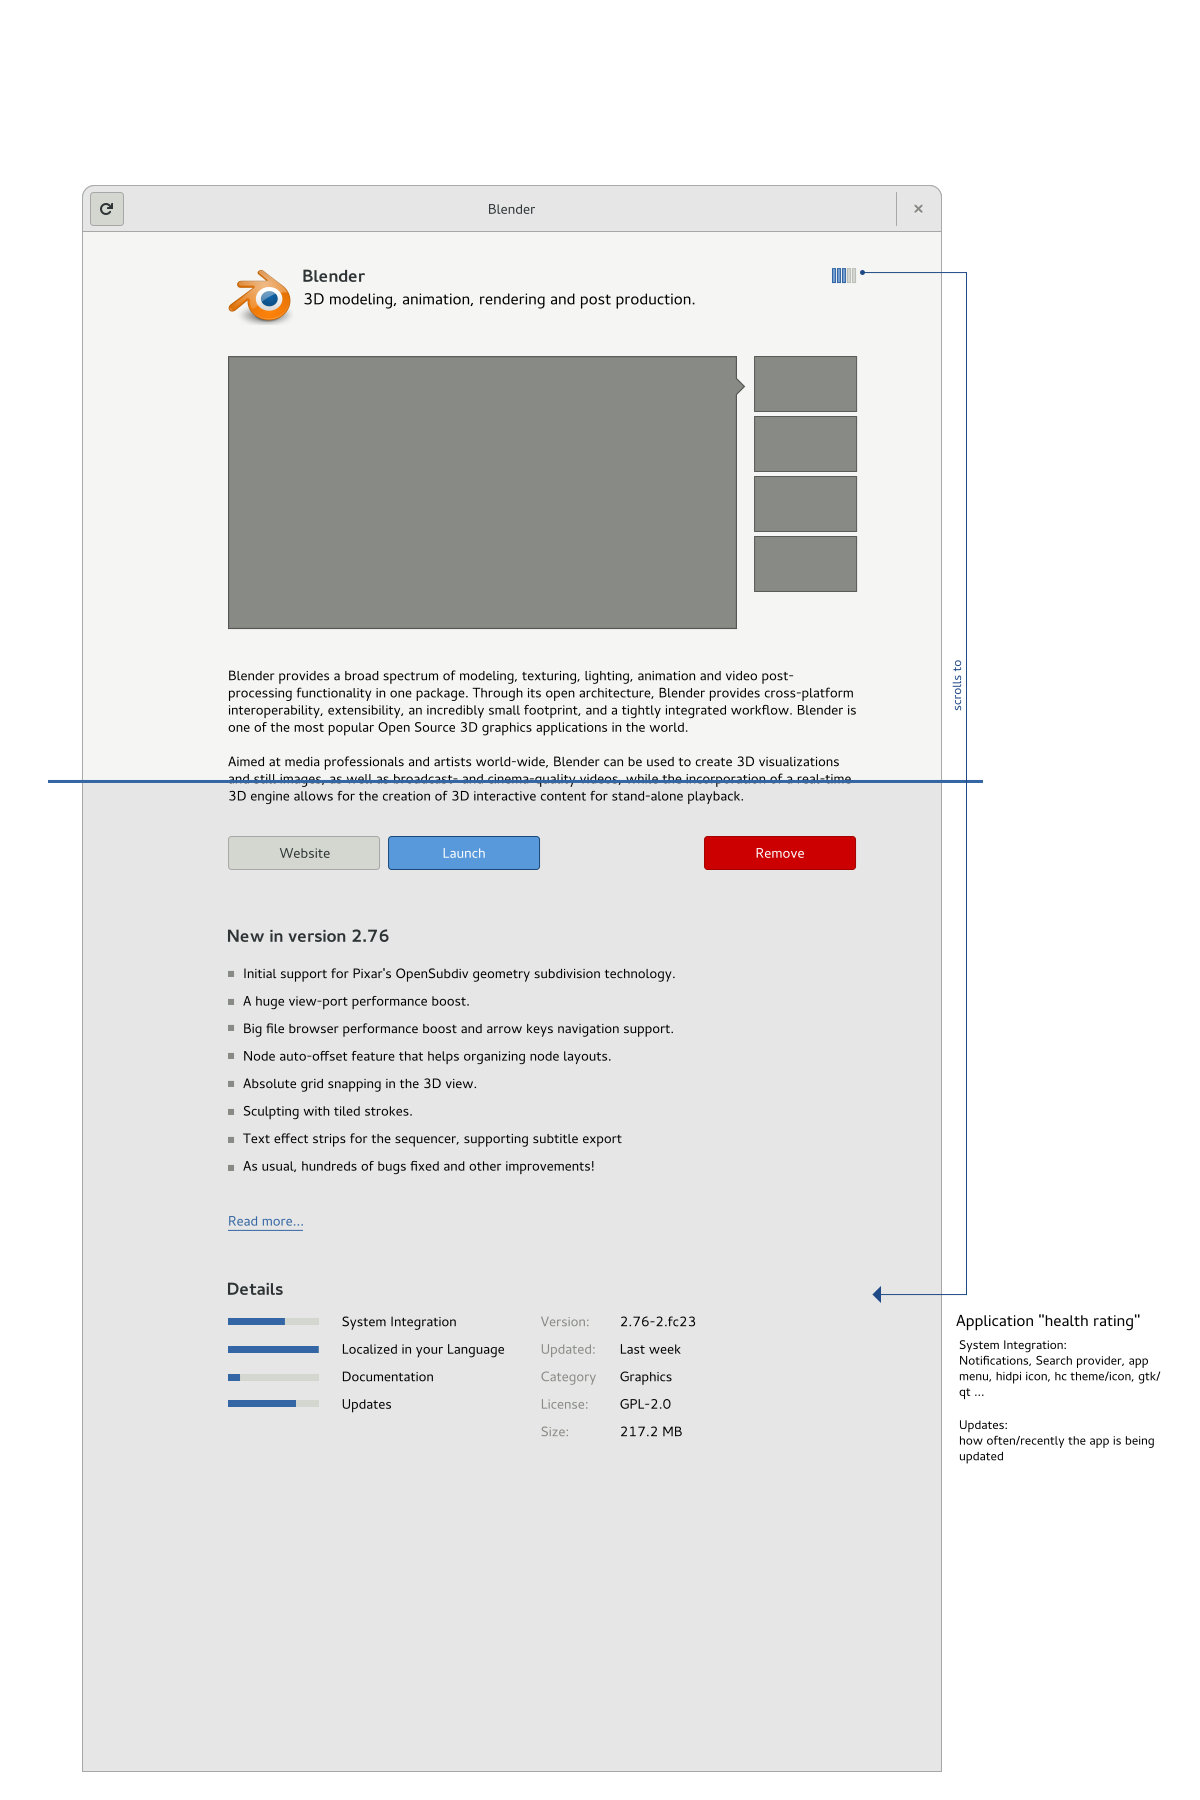 Blender
Blender
3D modeling, animation, rendering and post production.
scrolls to
Blender provides a broad spectrum of modeling, texturing, lighting, animation and video post-
processing functionality in one package. Through its open architecture, Blender provides cross-platform
interoperability, extensibility, an incredibly small footprint, and a tightly integrated workflow. Blender is
one of the most popular Open Source 3D graphics applications in the world.
Aimed at media professionals and artists world-wide, Blender can be used to create 3D visualizations
and still images, as well as broadcast- and cinema-quality videos, while the incorporation of a real-time
3D engine allows for the creation of 3D interactive content for stand-alone playback.
Website
Launch
Remove
New in version 2.76
Initial support for Pixar's OpenSubdiv geometry subdivision technology.
A huge view-port performance boost.
Big file browser performance boost and arrow keys navigation support.
Node auto-offset feature that helps organizing node layouts.
Absolute grid snapping in the 3D view.
Sculpting with tiled strokes.
Text effect strips for the sequencer, supporting subtitle export
As usual, hundreds of bugs fixed and other improvements!
Read more...
Details
System Integration
Localized in your Language
Documentation
Updates
Version: 2.76-2.fc23
Updated: Last week
Category Graphics
License: GPL-2.0
Size: 217.2 MB
Application "health rating"
System Integration:
Notifications, Search provider, app
menu, hidpi icon, hc theme/icon, gtk/
qt ...
Updates:
how often/recently the app is being
updated